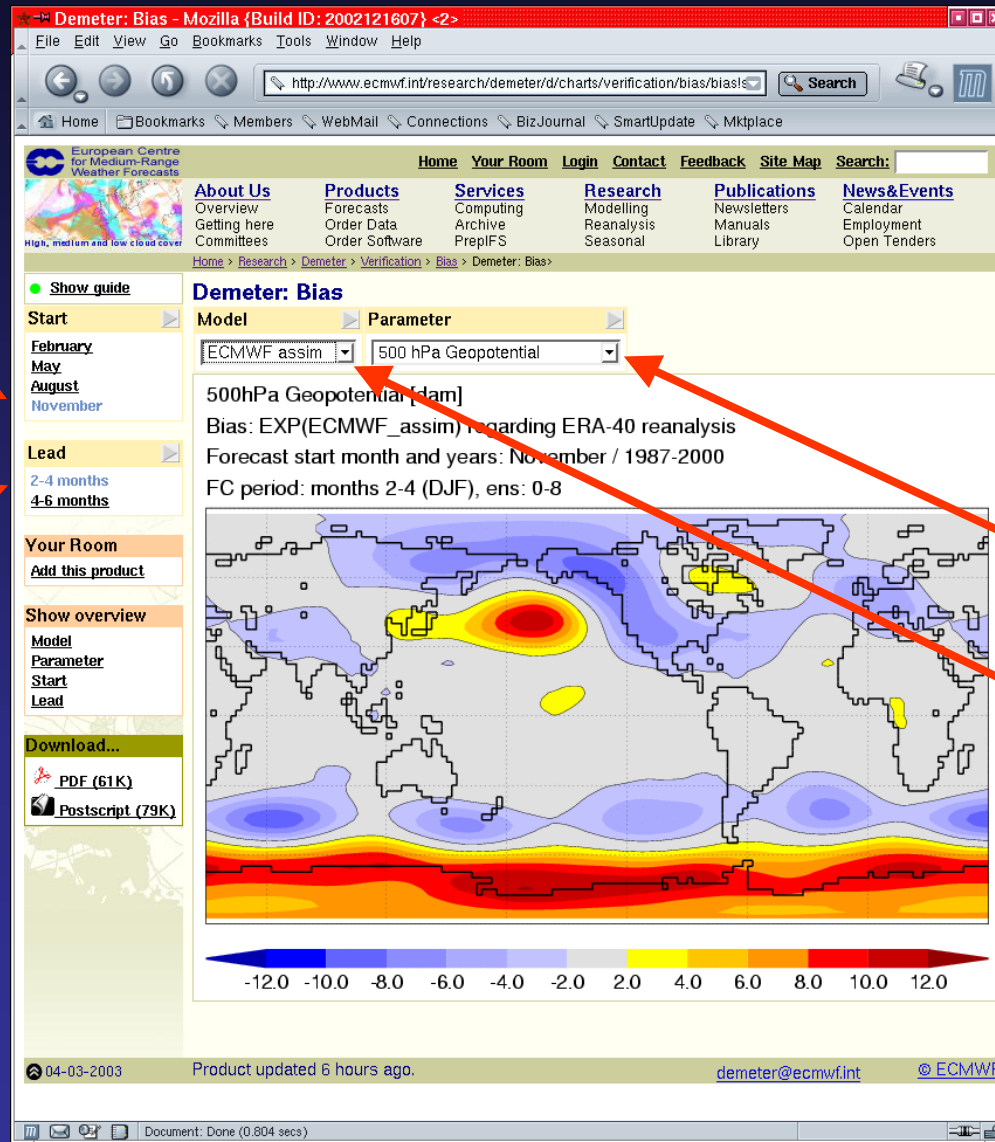 Demeter: Bias - Mozilla {Build ID: 2002121607} <2>
File Edit View Go Bookmarks Tools Window Help
http://www.ecmwf.int/research/demeter/d/charts/verification/bias/bias!s
Search
Home Bookmarks Members WebMail Connections BizJournal SmartUpdate Mktplace
European Centre
for Medium-Range
Weather Forecasts
Home Your Room Login Contact Feedback Site Map Search:
High, medium and low cloud cover
About Us Products Services Research Publications News&Events
Overview Forecasts Computing Modelling Newsletters Calendar
Getting here Order Data Archive Reanalysis Manuals Employment
Committees Order Software PrepIFS Seasonal Library Open Tenders
Home > Research > Demeter > Verification > Bias > Demeter: Bias>
Show guide
Start
February
May
August
November
Lead
2-4 months
4-6 months
Your Room
Add this product
Show overview
Model
Parameter
Start
Lead
Download...
PDF (61K)
Postscript (79K)
Demeter: Bias
Model Parameter
ECMWF assim 500 hPa Geopotential
500hPa Geopotential [dam]
Bias: EXP(ECMWF_assim) regarding ERA-40 reanalysis
Forecast start month and years: November / 1987-2000
FC period: months 2-4 (DJF), ens: 0-8
-12.0 -10.0 -8.0 -6.0 -4.0 -2.0 2.0 4.0 6.0 8.0 10.0 12.0
04-03-2003 Product updated 6 hours ago. demeter@ecmwf.int © ECMWF
Document: Done (0.804 secs)